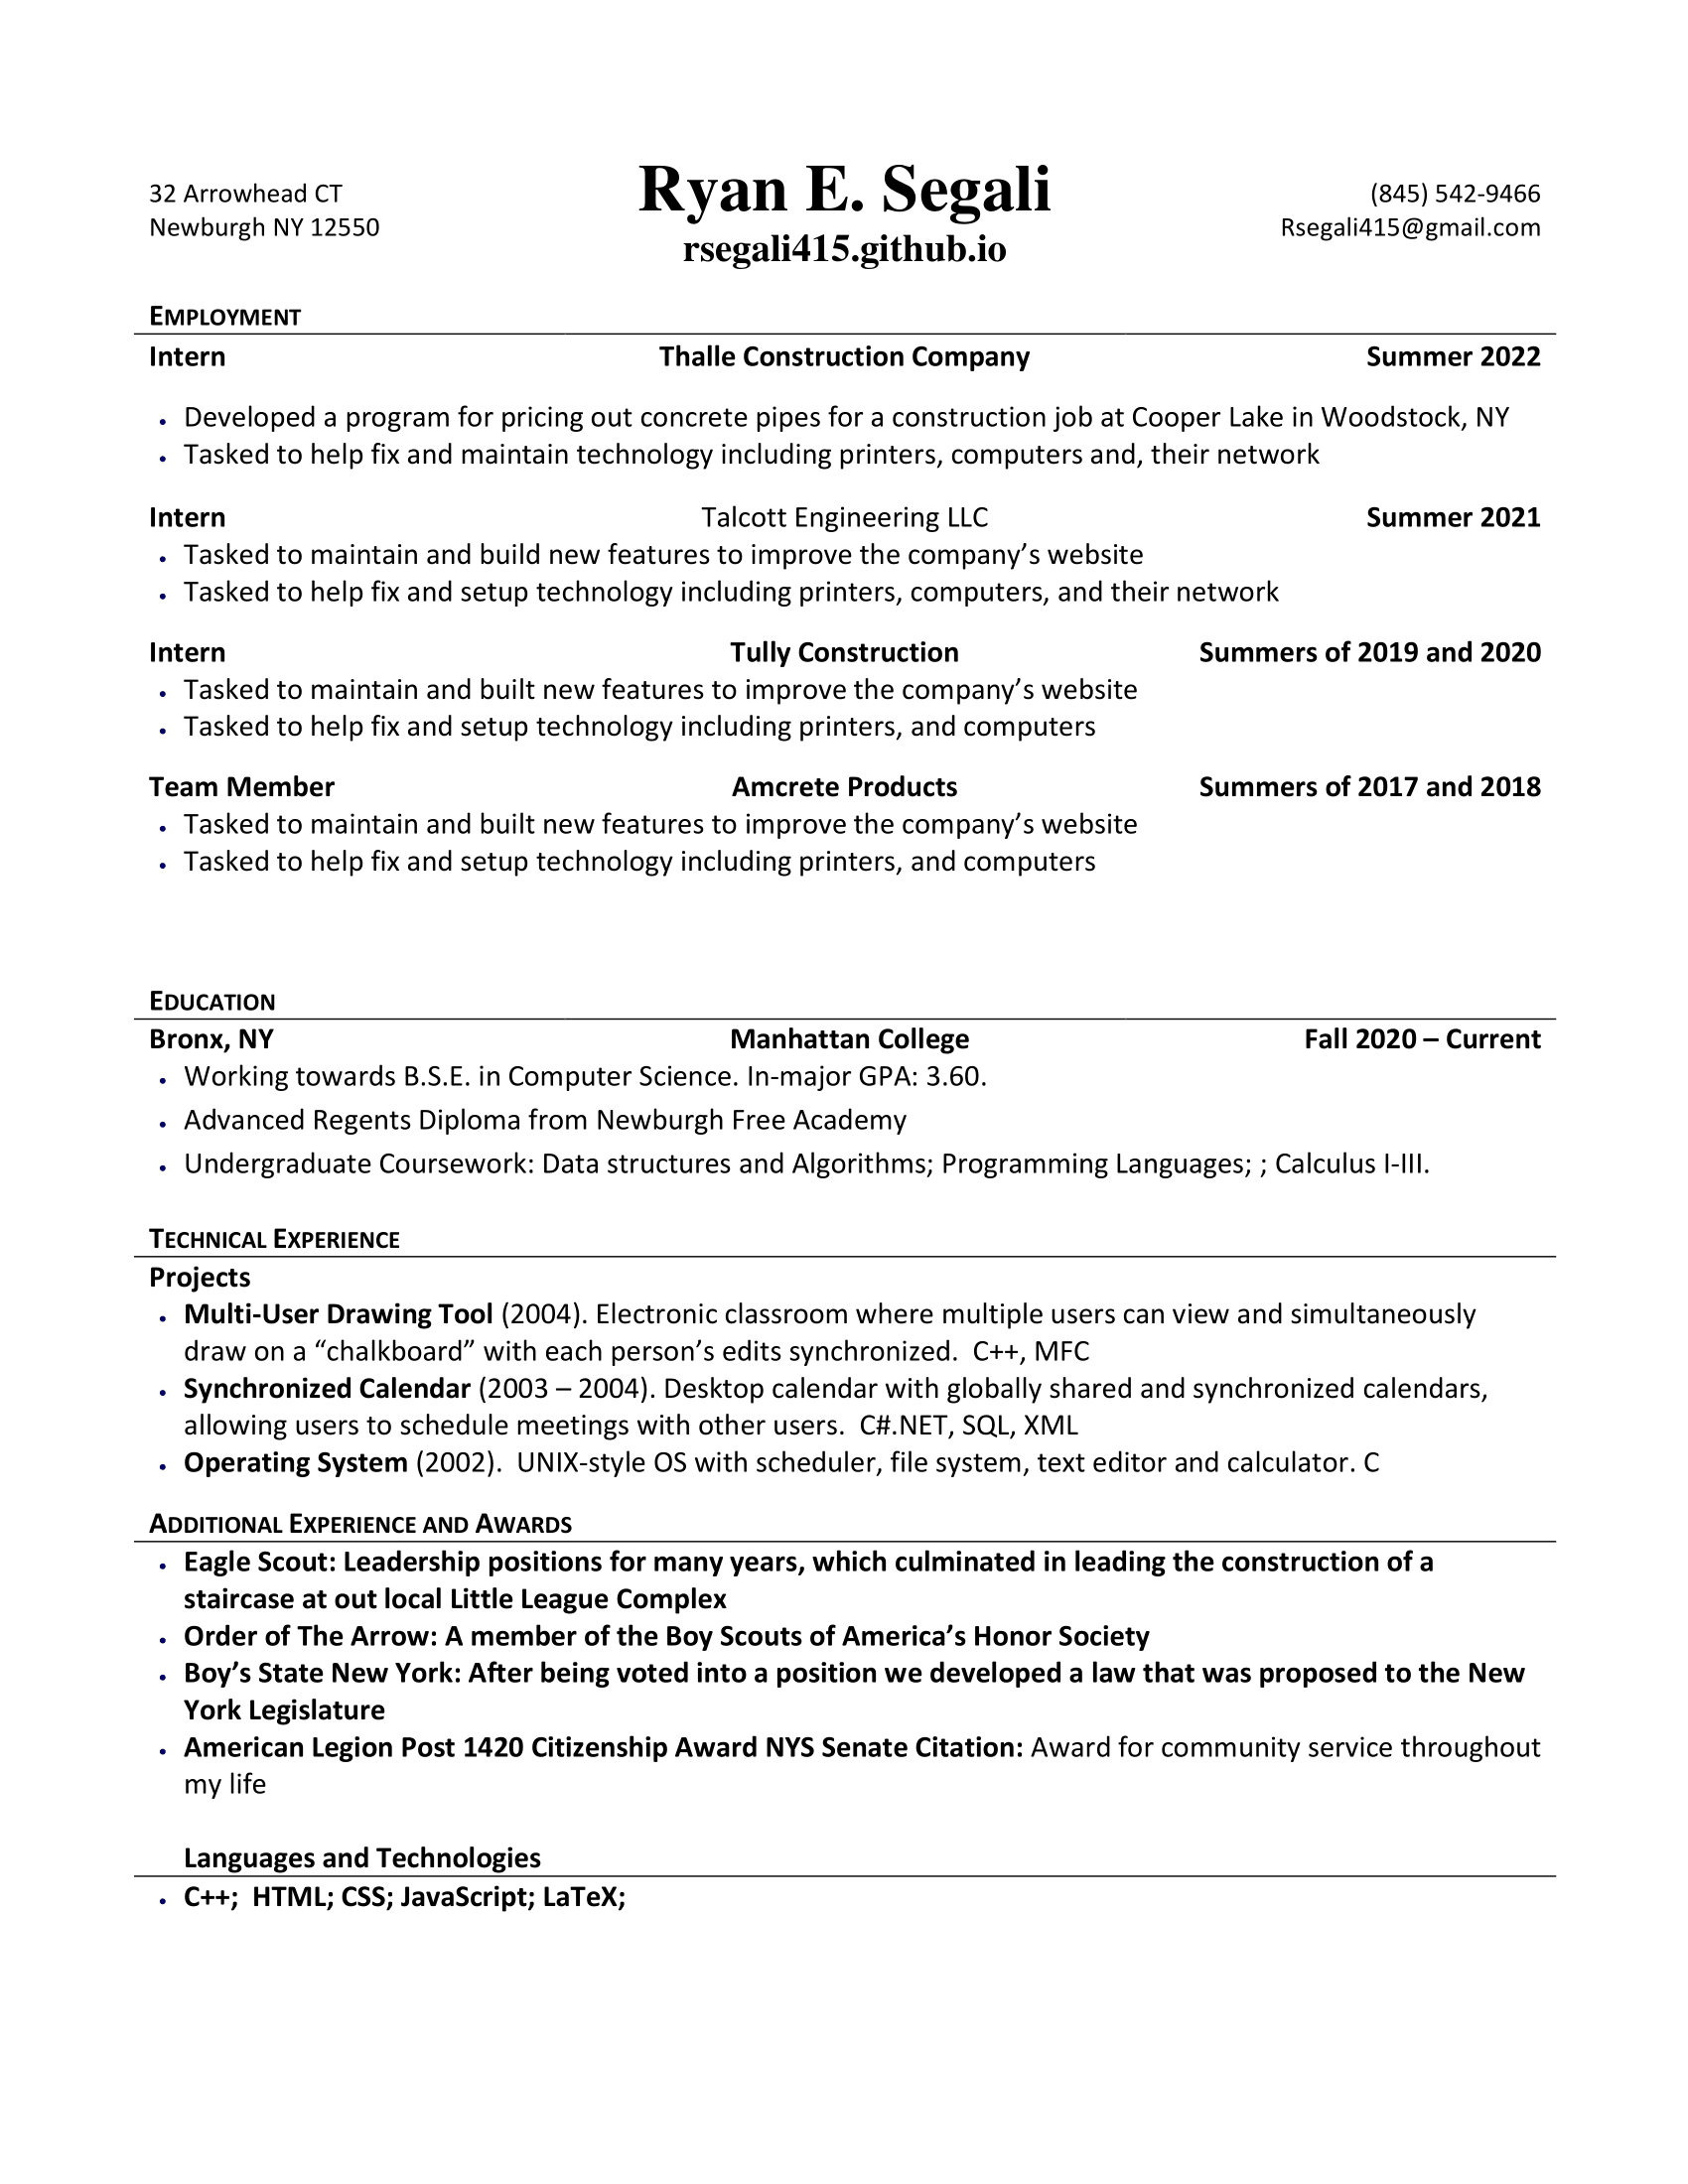 32 Arrowhead CT
Newburgh NY 12550
Ryan E. Segali
rsegali415.github.io
(845) 542-9466
Rsegali415@gmail.com
EMPLOYMENT
Intern Thalle Construction Company Summer 2022
• Developed a program for pricing out concrete pipes for a construction job at Cooper Lake in Woodstock, NY
• Tasked to help fix and maintain technology including printers, computers and, their network
Intern Talcott Engineering LLC Summer 2021
• Tasked to maintain and build new features to improve the company’s website
• Tasked to help fix and setup technology including printers, computers, and their network
Intern Tully Construction Summers of 2019 and 2020
• Tasked to maintain and built new features to improve the company’s website
• Tasked to help fix and setup technology including printers, and computers
Team Member Amcrete Products Summers of 2017 and 2018
• Tasked to maintain and built new features to improve the company’s website
• Tasked to help fix and setup technology including printers, and computers
EDUCATION
Bronx, NY Manhattan College Fall 2020 – Current
• Working towards B.S.E. in Computer Science. In-major GPA: 3.60.
• Advanced Regents Diploma from Newburgh Free Academy
• Undergraduate Coursework: Data structures and Algorithms; Programming Languages; ; Calculus I-III.
TECHNICAL EXPERIENCE
Projects
• Multi-User Drawing Tool (2004). Electronic classroom where multiple users can view and simultaneously
draw on a “chalkboard” with each person’s edits synchronized.  C++, MFC
• Synchronized Calendar (2003 – 2004). Desktop calendar with globally shared and synchronized calendars,
allowing users to schedule meetings with other users.  C#.NET, SQL, XML
• Operating System (2002).  UNIX-style OS with scheduler, file system, text editor and calculator. C
ADDITIONAL EXPERIENCE AND AWARDS
• Eagle Scout: Leadership positions for many years, which culminated in leading the construction of a
staircase at out local Little League Complex
• Order of The Arrow: A member of the Boy Scouts of America’s Honor Society
• Boy’s State New York: After being voted into a position we developed a law that was proposed to the New
York Legislature
• American Legion Post 1420 Citizenship Award NYS Senate Citation: Award for community service throughout
my life
Languages and Technologies
• C++;  HTML; CSS; JavaScript; LaTeX;